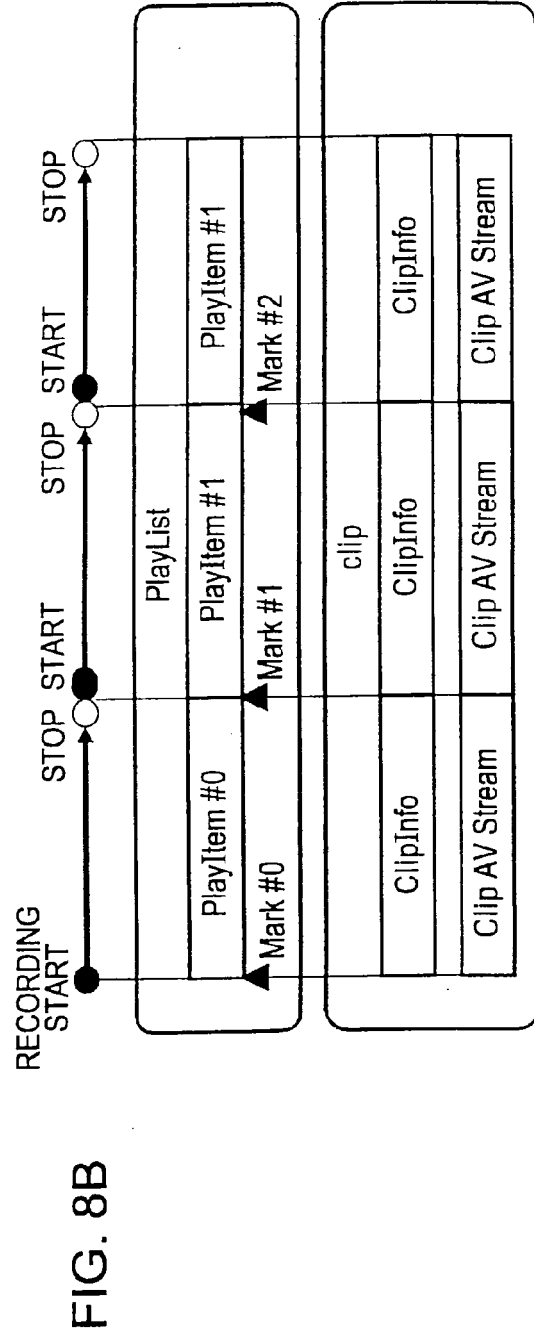 FIG. 8B
RECORDING
START
STOP
START
STOP
START
STOP
PlayList
PlayItem #0
PlayItem #1
PlayItem #1
Mark #0
Mark #1
Mark #2
clip
ClipInfo
ClipInfo
ClipInfo
Clip AV Stream
Clip AV Stream
Clip AV Stream